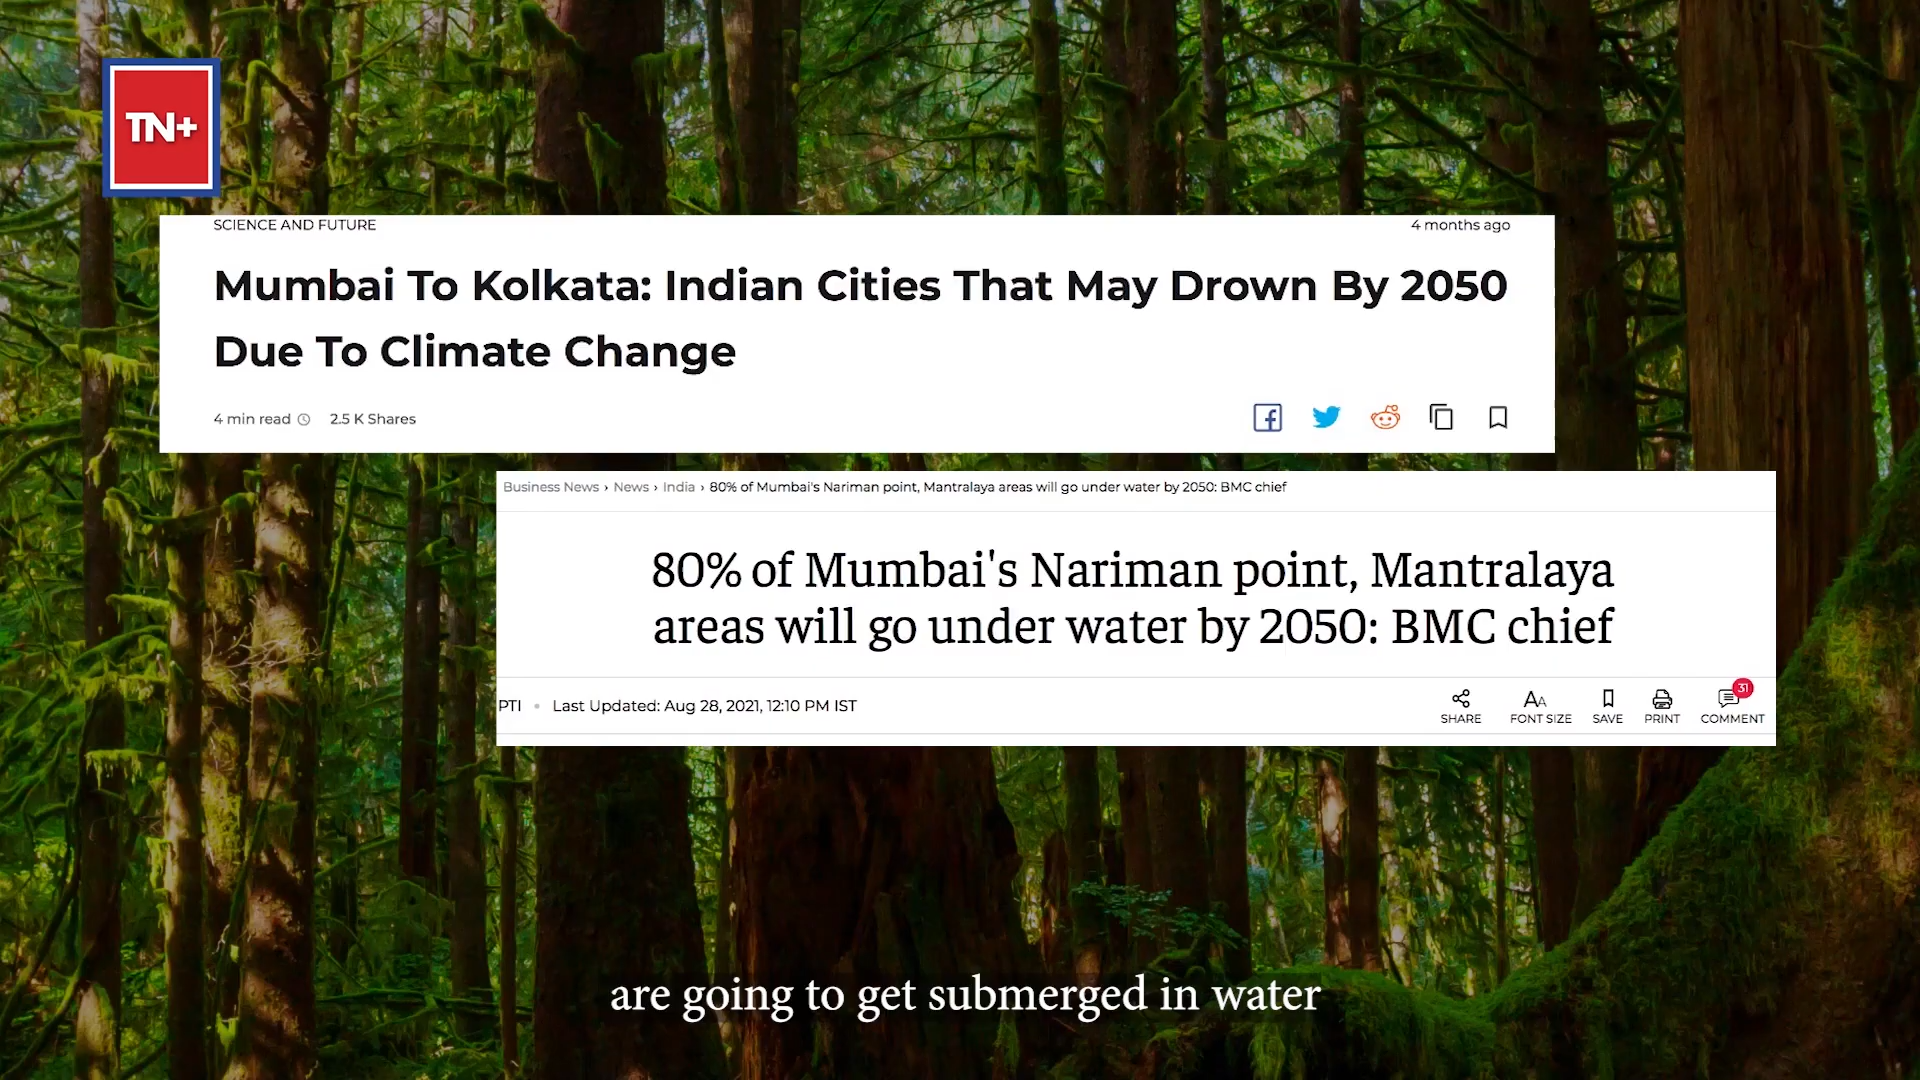 TN+
SCIENCE AND FUTURE
4 months ago
Mumbai To Kolkata: Indian Cities That May Drown By 2050
Due To Climate Change
4 min read
2.5 K Shares
Business News › News › India › 80% of Mumbai's Nariman point, Mantralaya areas will go under water by 2050: BMC chief
80% of Mumbai's Nariman point, Mantralaya
areas will go under water by 2050: BMC chief
PTI • Last Updated: Aug 28, 2021, 12:10 PM IST
31
SHARE
FONT SIZE
SAVE
PRINT
COMMENT
are going to get submerged in water